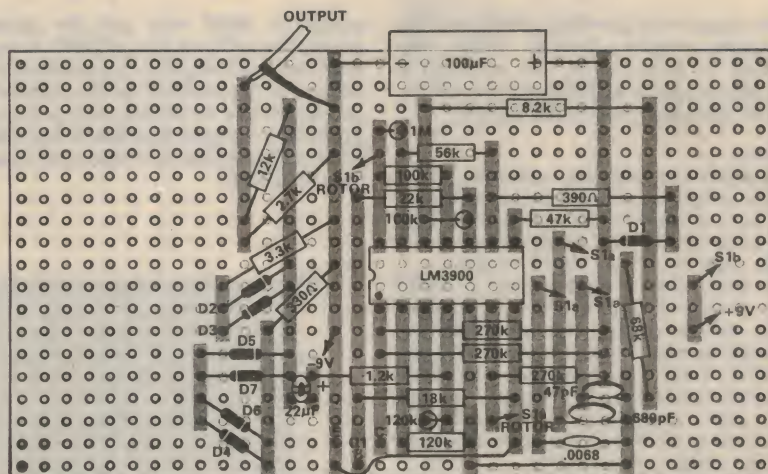 OUTPUT
- 100µF +
8.2k
1M
56k
12k
S1b
ROTOR
100k
2.7k
22k
390Ω
100k
47k
D1
3.3k
S1a
S1b
LM3900
330Ω
D2
S1a
S1a
D3
+9V
270k
68k
D5
-9V
270k
D7
+
1.2k
270k
47pF
22µF
18k
D6
120k
S1a
ROTOR
680pF
D4
120k
.0068